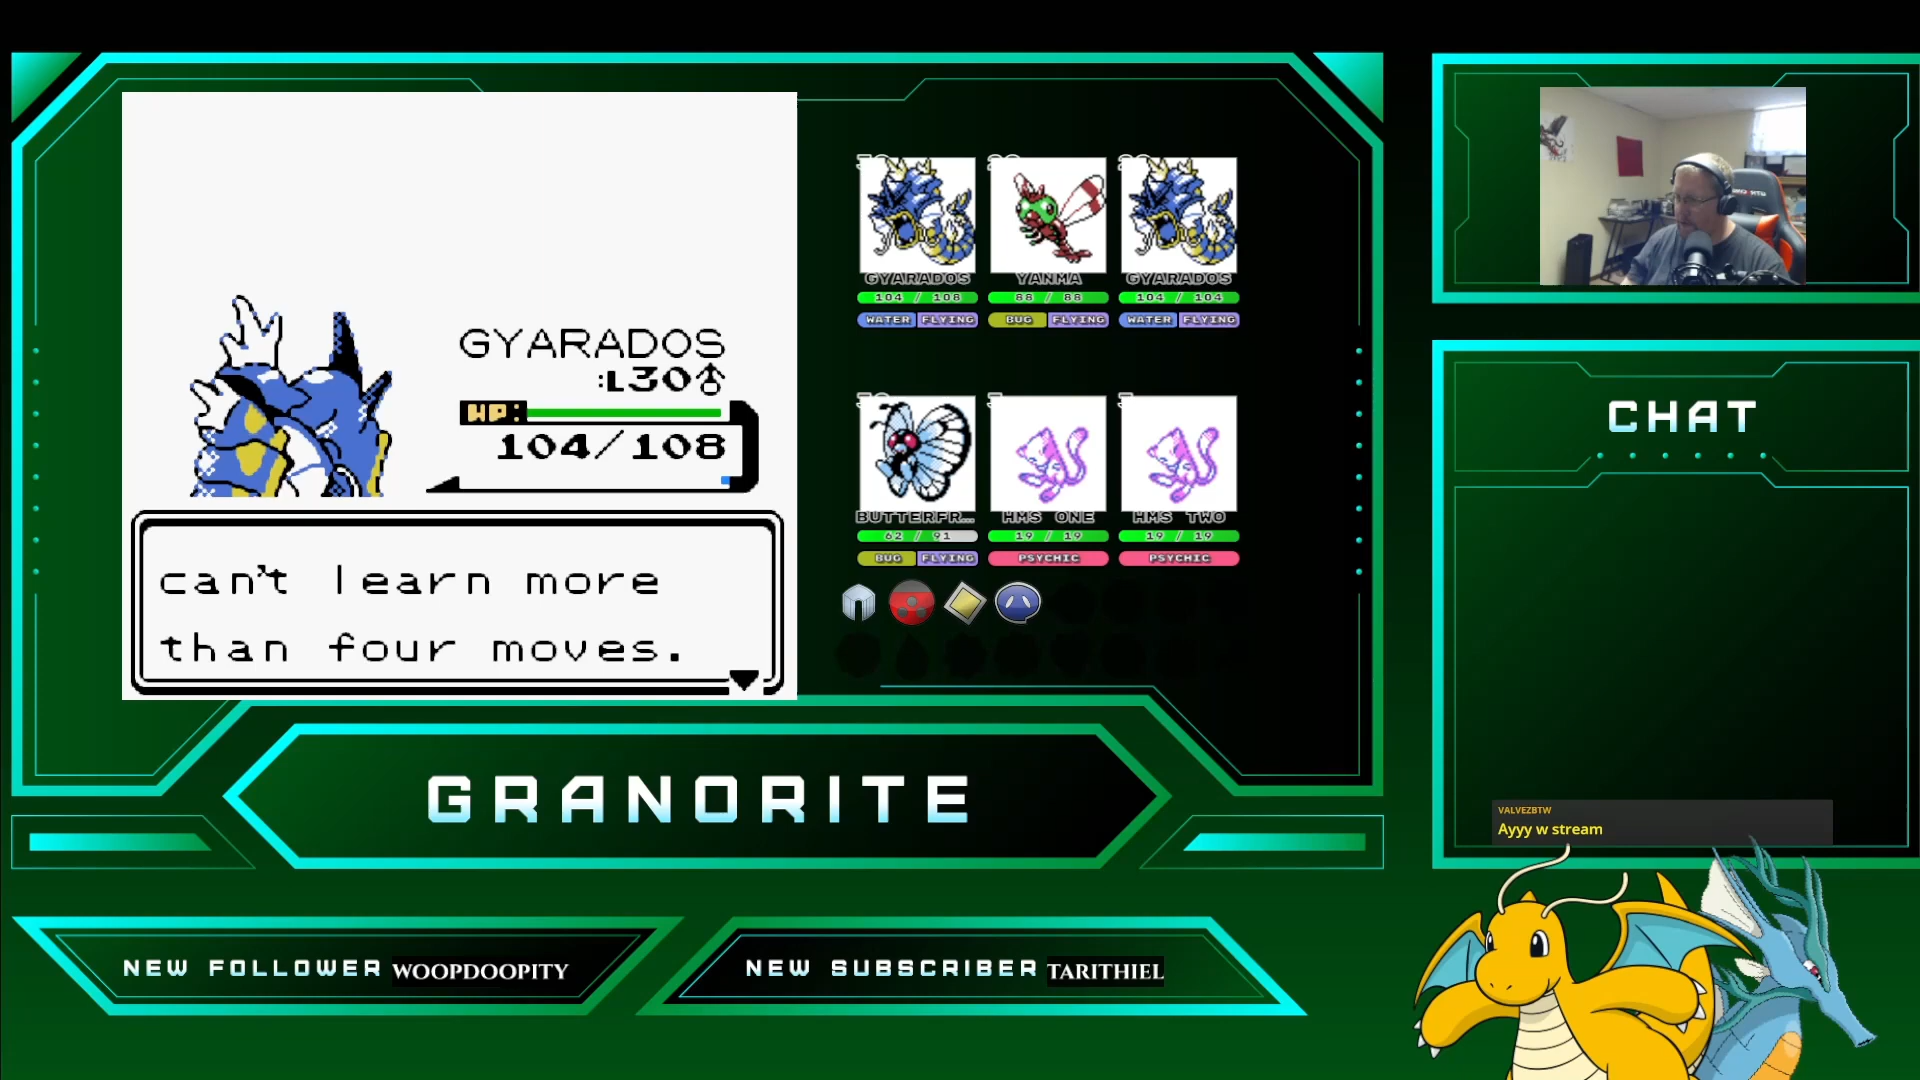 GYARADOS
:L30♂
HP:
104/108
can't learn more
than four moves.
GYARADOS
104 / 108
WATER FLYING
YANMA
88 / 88
BUG FLYING
GYARADOS
104 / 104
WATER FLYING
BUTTERFR...
62 / 91
BUG FLYING
HMS ONE
19 / 19
PSYCHIC
HMS TWO
19 / 19
PSYCHIC
CHAT
VALVEZBTW
Ayyy w stream
GRANORITE
NEW FOLLOWER WOOPDOOPITY
NEW SUBSCRIBER TARITHIEL